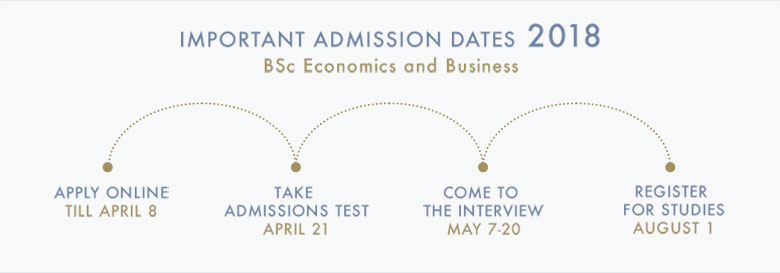 IMPORTANT ADMISSION DATES 2018
BSc Economics and Business
APPLY ONLINE
TILL APRIL 8
TAKE
ADMISSIONS TEST
APRIL 21
COME TO
THE INTERVIEW
MAY 7-20
REGISTER
FOR STUDIES
AUGUST 1